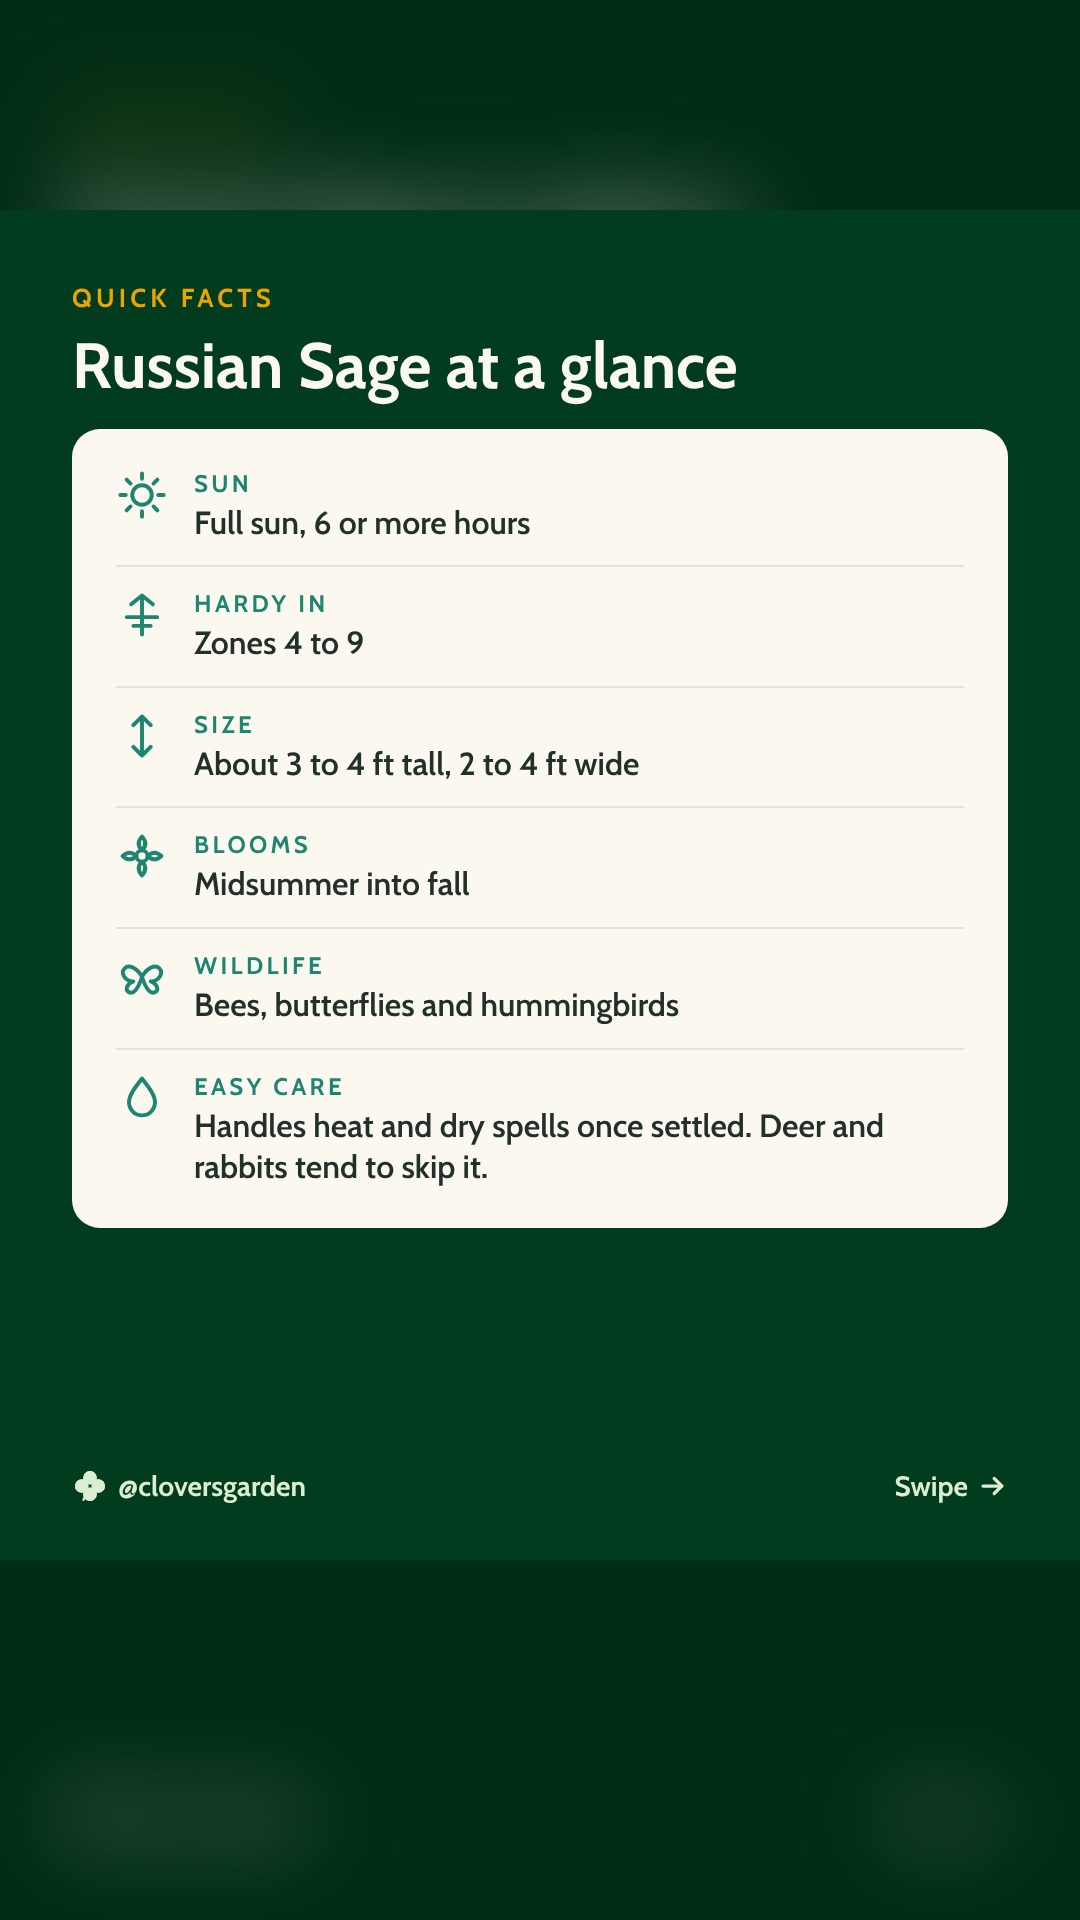 QUICK FACTS
Russian Sage at a glance
SUN
Full sun, 6 or more hours
HARDY IN
Zones 4 to 9
SIZE
About 3 to 4 ft tall, 2 to 4 ft wide
BLOOMS
Midsummer into fall
WILDLIFE
Bees, butterflies and hummingbirds
EASY CARE
Handles heat and dry spells once settled. Deer and
rabbits tend to skip it.
@cloversgarden
Swipe →